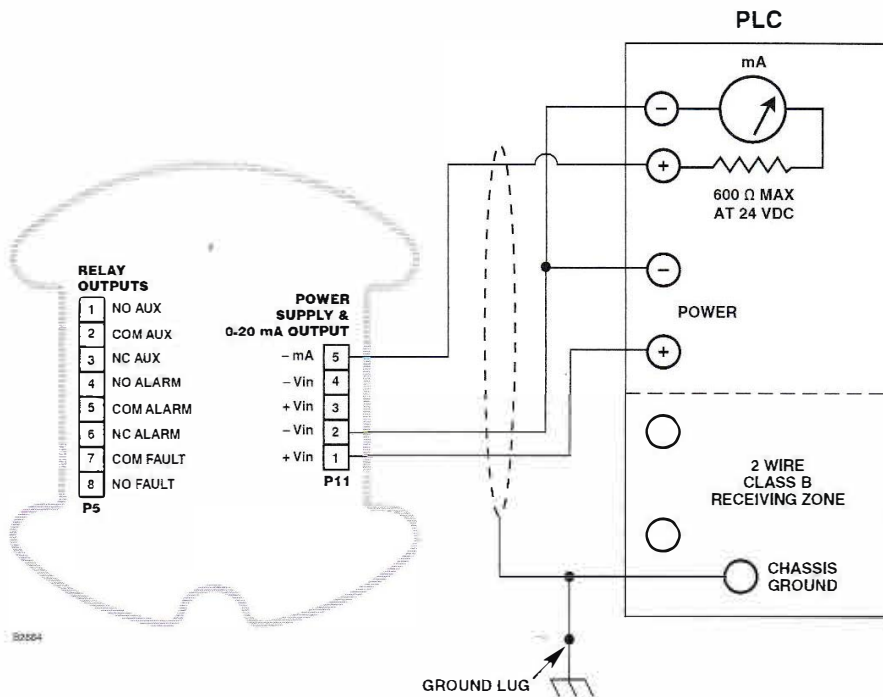 PLC
mA
−
+
600 Ω MAX
AT 24 VDC
−
POWER
+
RELAY
OUTPUTS
1 NO AUX
2 COM AUX
3 NC AUX
4 NO ALARM
5 COM ALARM
6 NC ALARM
7 COM FAULT
8 NO FAULT
P5
POWER
SUPPLY &
0-20 mA OUTPUT
– mA 5
– Vin 4
+ Vin 3
– Vin 2
+ Vin 1
P11
2 WIRE
CLASS B
RECEIVING ZONE
CHASSIS
GROUND
GROUND LUG